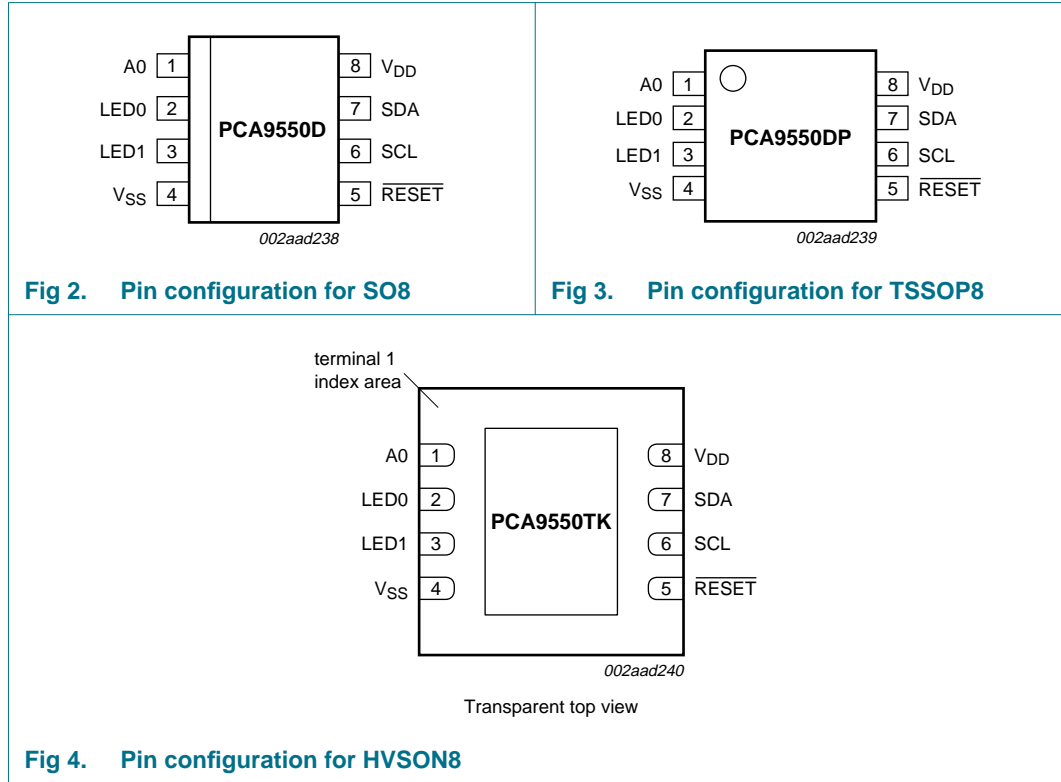 A0 1 8 VDD
LED0 2 7 SDA
PCA9550D
LED1 3 6 SCL
VSS 4 5 RESET
002aad238
Fig 2. Pin configuration for SO8
A0 1 8 VDD
LED0 2 7 SDA
PCA9550DP
LED1 3 6 SCL
VSS 4 5 RESET
002aad239
Fig 3. Pin configuration for TSSOP8
terminal 1
index area
A0 1 8 VDD
LED0 2 7 SDA
PCA9550TK
LED1 3 6 SCL
VSS 4 5 RESET
002aad240
Transparent top view
Fig 4. Pin configuration for HVSON8